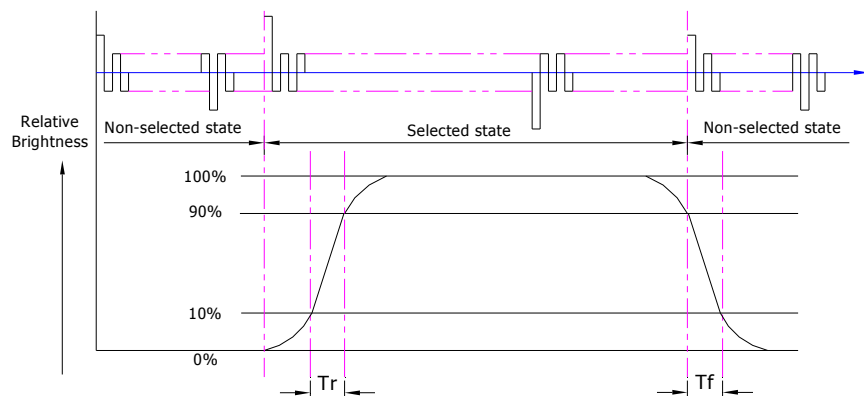 Relative
Brightness
Non-selected state
Selected state
Non-selected state
100%
90%
10%
0%
Tr
Tf